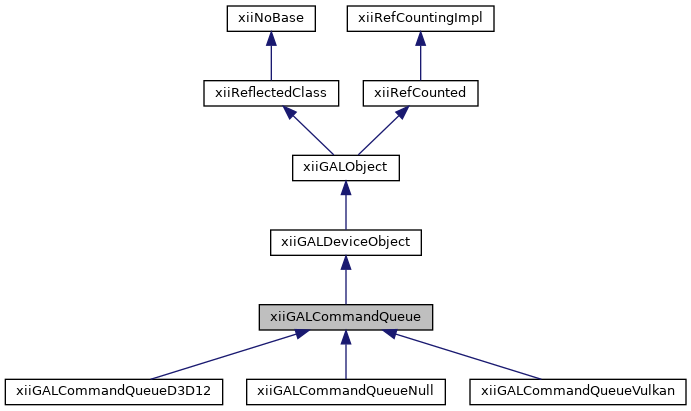 xiiNoBase
xiiRefCountingImpl
xiiReflectedClass
xiiRefCounted
xiiGALObject
xiiGALDeviceObject
xiiGALCommandQueue
xiiGALCommandQueueD3D12
xiiGALCommandQueueNull
xiiGALCommandQueueVulkan